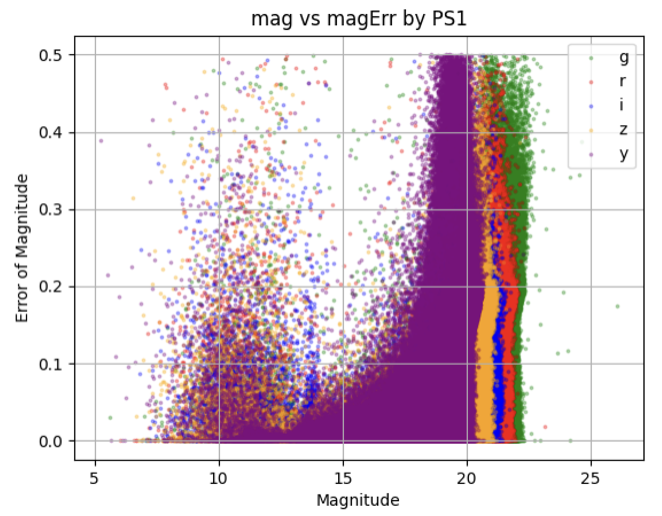 mag vs magErr by PS1
Error of Magnitude
0.5
0.4
0.3
0.2
0.1
0.0
g
r
i
z
y
5
10
15
20
25
Magnitude